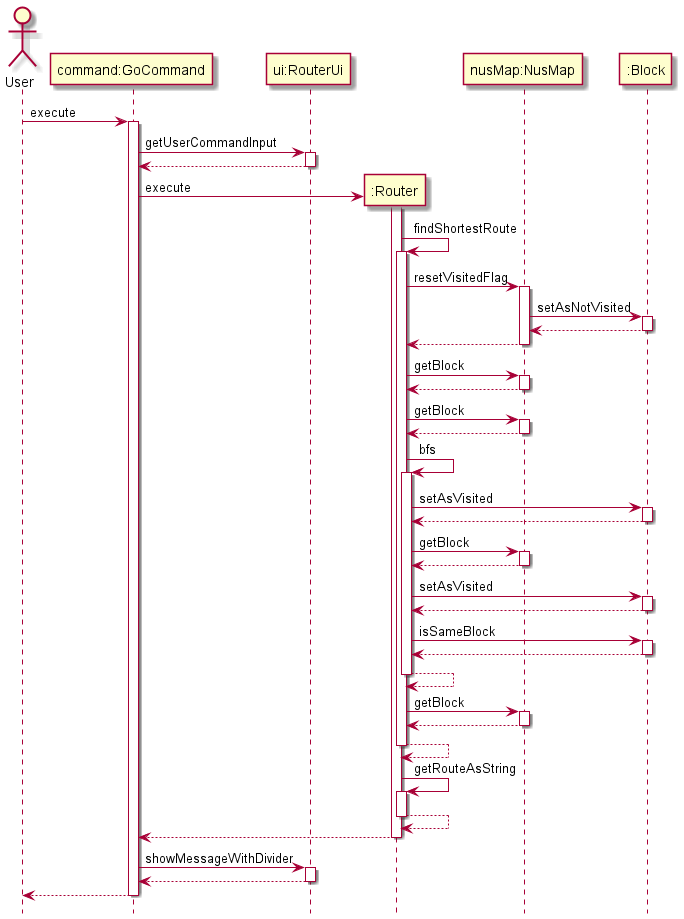 User
command:GoCommand
ui:RouterUi
nusMap:NusMap
:Block
execute
getUserCommandInput
execute
:Router
findShortestRoute
resetVisitedFlag
setAsNotVisited
getBlock
getBlock
bfs
setAsVisited
getBlock
setAsVisited
isSameBlock
getBlock
getRouteAsString
showMessageWithDivider